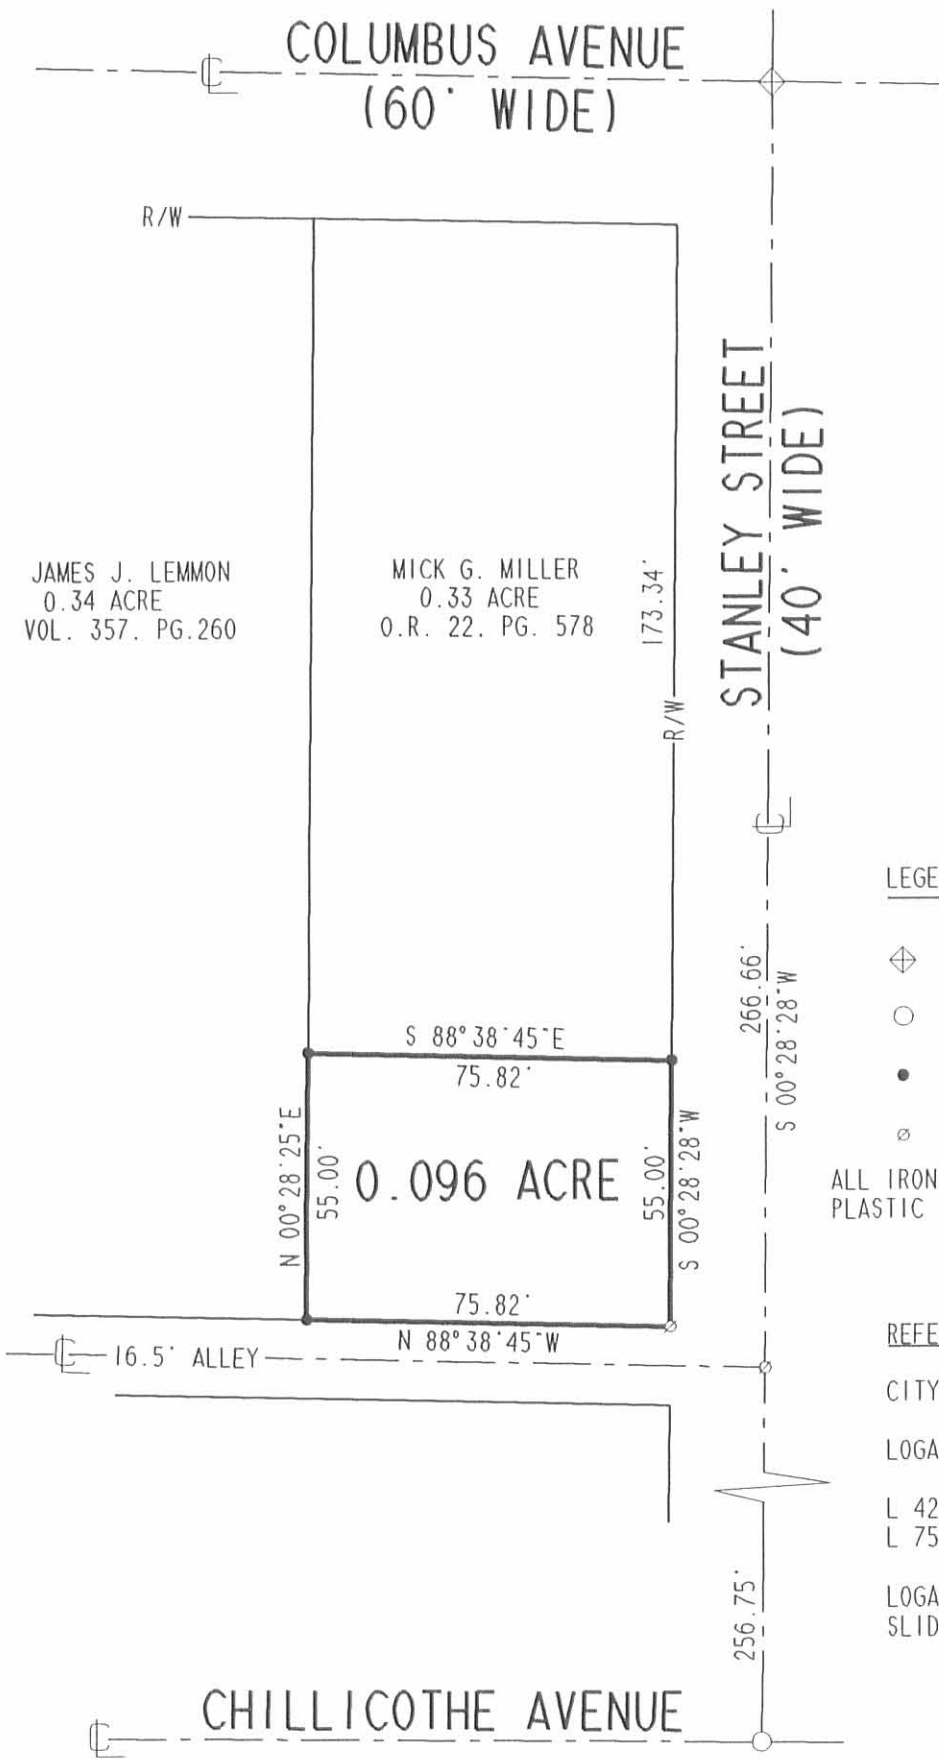 COLUMBUS AVENUE
(60' WIDE)
R/W
STANLEY STREET
(40' WIDE)
JAMES J. LEMMON
0.34 ACRE
VOL. 357, PG.260
MICK G. MILLER
0.33 ACRE
O.R. 22, PG. 578
173.34'
R/W
LEGE
266.66'
S 00°28'28"W
S 88°38'45"E
75.82'
N 00°28'25"E
55.00'
0.096 ACRE
55.00'
S 00°28'28"W
ALL IRON
PLASTIC
75.82'
N 88°38'45"W
16.5' ALLEY
REFE
CITY
LOGA
L 42
L 75
LOGA
SLID
256.75'
CHILLICOTHE AVENUE